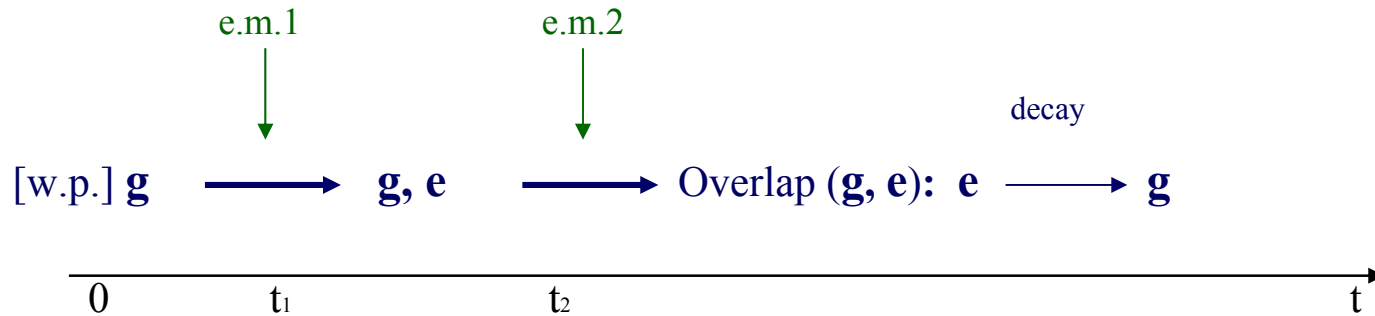 e.m.1 e.m.2
decay
[w.p.] g g, e Overlap (g, e): e g
0 t₁ t₂ t